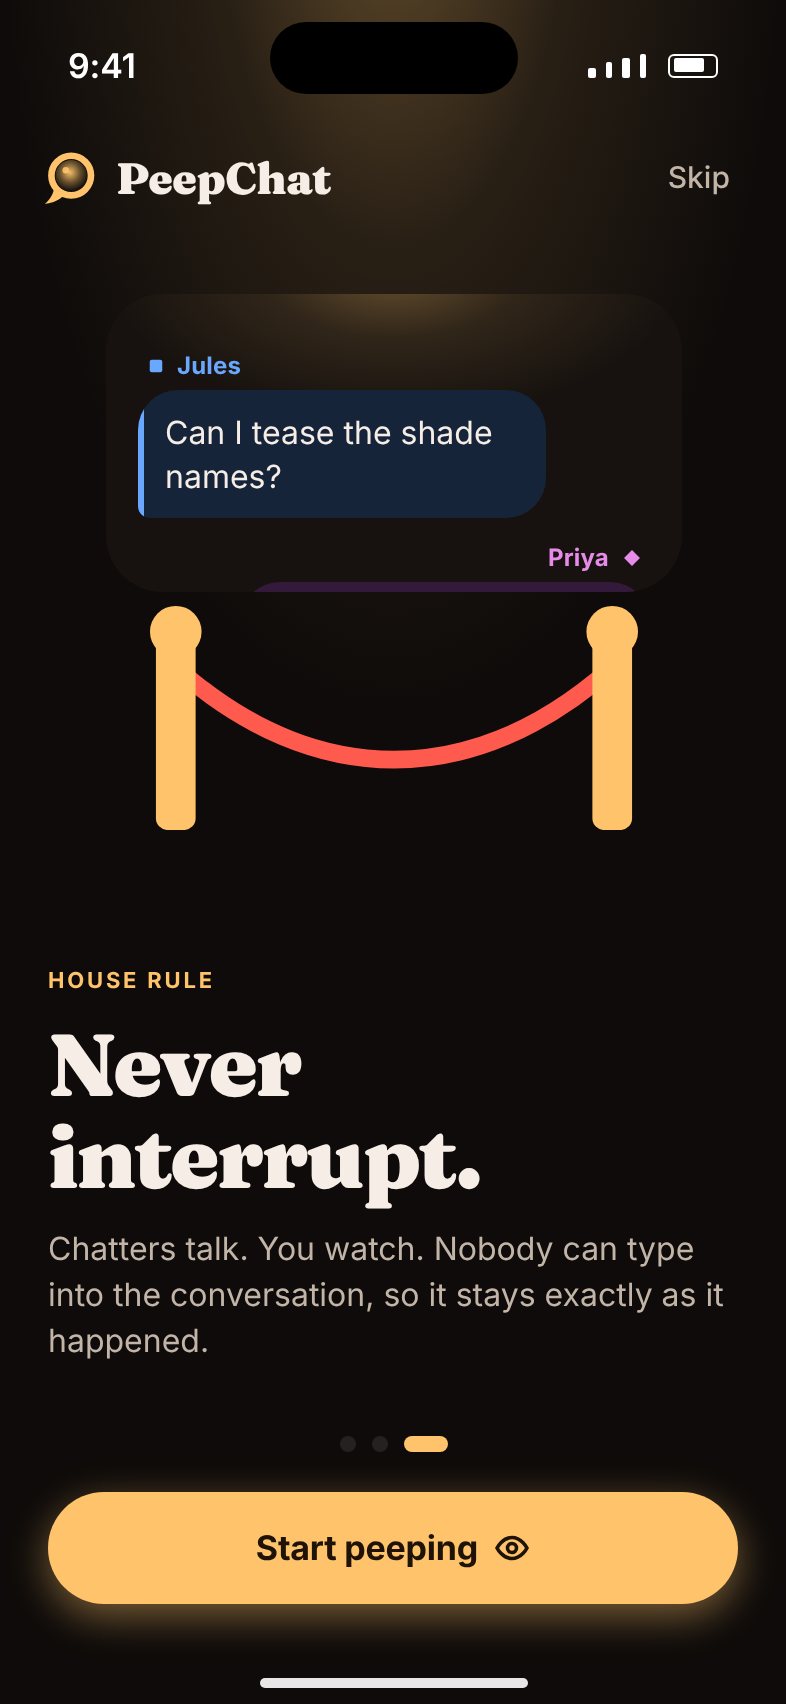 9:41
PeepChat
Skip
Jules
Can I tease the shade
names?
Priya
HOUSE RULE
Never
interrupt.
Chatters talk. You watch. Nobody can type
into the conversation, so it stays exactly as it
happened.
Start peeping